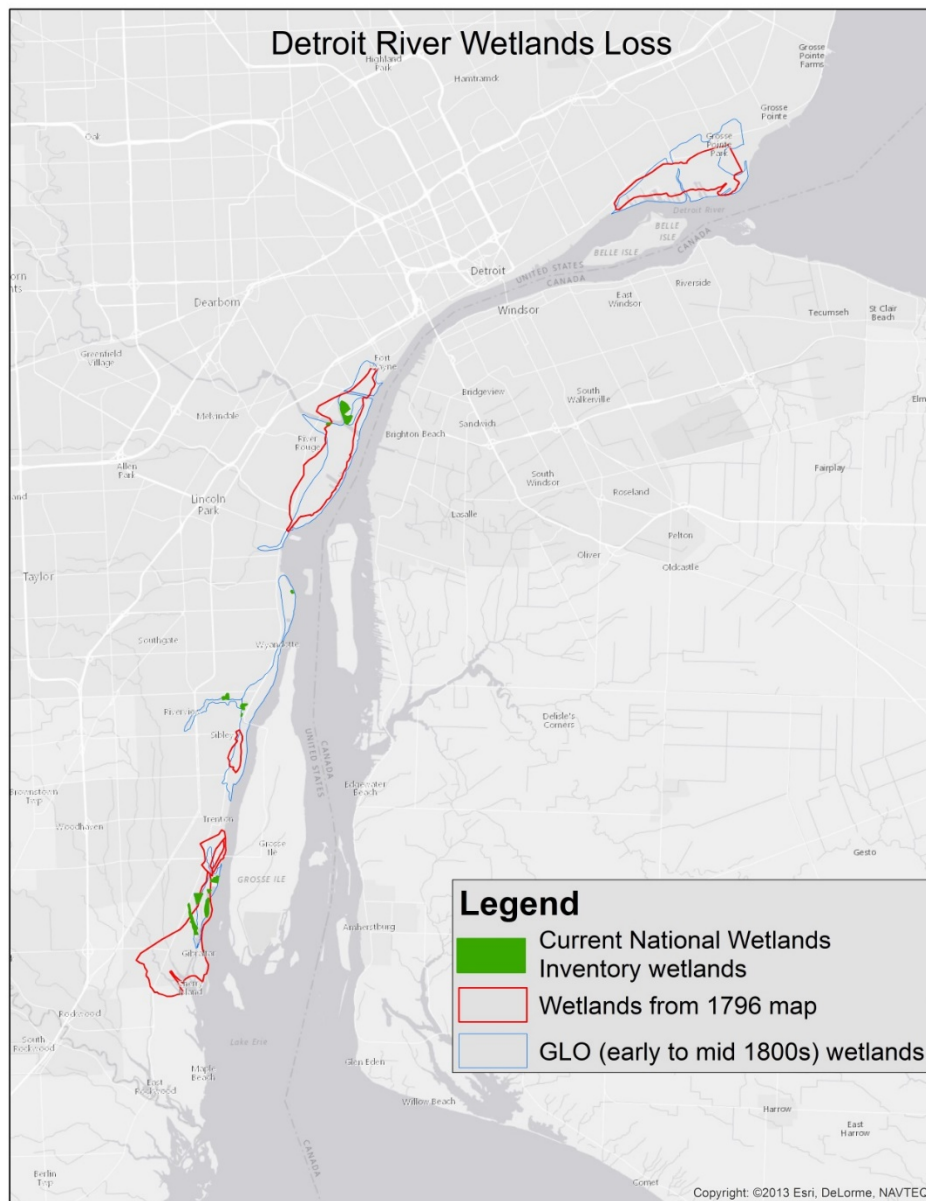 Detroit River Wetlands Loss
Highland
Park
Hamtramck
Grosse
Pointe
Farms
Grosse
Pointe
Oak
Grosse
Pointe
Park
Detroit River
BELLE
ISLE
BELLE ISLE
UNITED STATES
CANADA
CANADA
Detroit
Dearborn
Windsor
East
Windsor
Riverside
Tecumseh
St Clair
Beach
Greenfield
Village
Fort
Melvindale
Bridgeview
South
Walkerville
River
Rouge
Brighton Beach
Sandwich
Allen
Park
Lincoln
Park
South
Windsor
Fairplay
Roseland
Lasalle
Pelton
Oliver
Oldcastle
Taylor
Southgate
Wyandotte
Riverview
Sibley
Delisle's
Corners
CANADA
UNITED STATES
Edgewater
Beach
Brownstown
Twp
Woodhaven
Trenton
Grosse
Ile
GROSSE ILE
Gesto
Amherstburg
Gibraltar
Rockwood
South
Rockwood
Lake Erie
Maple
Beach
Glen Eden
East
Rockwood
Willow Beach
CANADA
Harrow
East
Harrow
Berlin
Twp
Comet
Legend
Current National Wetlands
Inventory wetlands
Wetlands from 1796 map
GLO (early to mid 1800s) wetlands
Copyright: ©2013 Esri, DeLorme, NAVTEQ